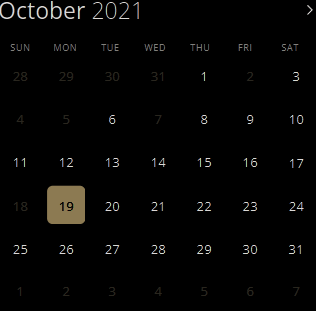 October 2021
SUN MON TUE WED THU FRI SAT
28 29 30 31 1 2 3
4 5 6 7 8 9 10
11 12 13 14 15 16 17
18 19 20 21 22 23 24
25 26 27 28 29 30 31
1 2 3 4 5 6 7